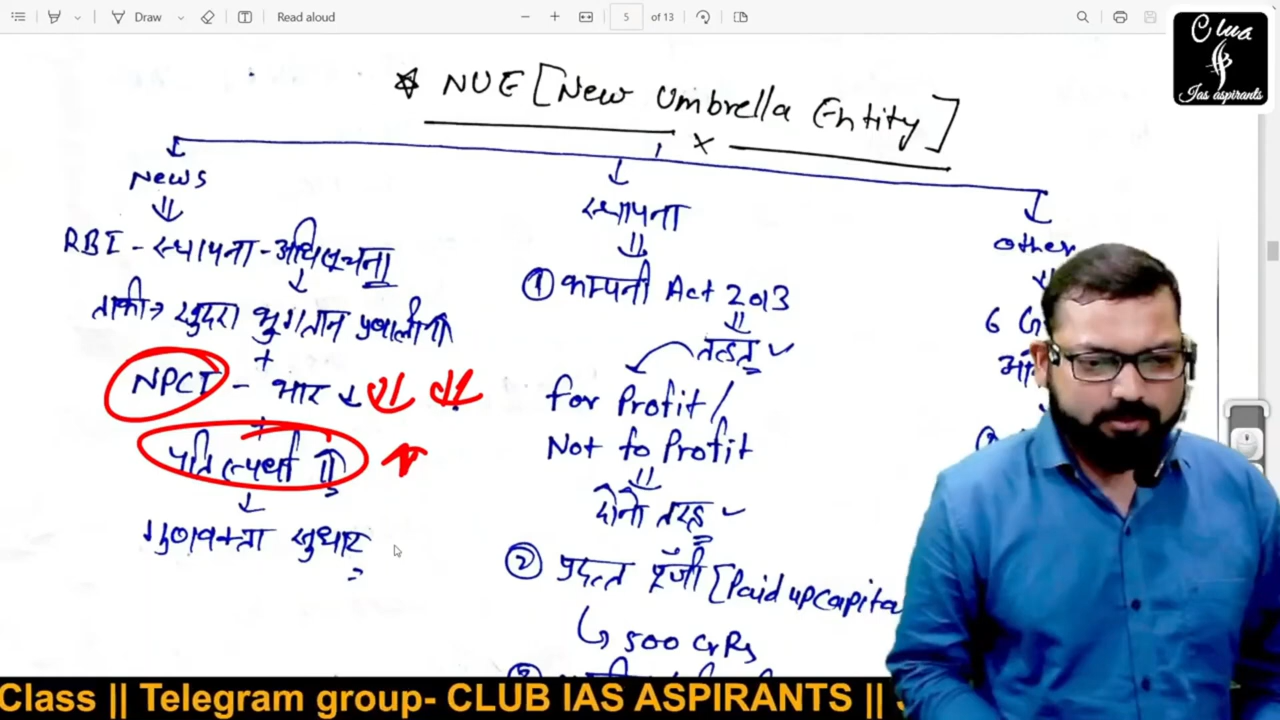 Draw
Read aloud
5
of 13
Club
Ias aspirants
☆ NUE [New Umbrella Entity]
x
News
RBI - स्थापना - अधिसूचना
ताकी → खुदरा भुगतान प्रणालीयों
+
NPCI - भार ↓
+
प्रतिस्पर्धा ↑
गुणवत्ता सुधार
स्थापना
① कम्पनी Act 2013
तहत ✓
for Profit /
Not to Profit
दोनो तरह ✓
② प्रदत्त पूँजी [Paid up capita
500 Cr Rs
other
6
Class || Telegram group- CLUB IAS ASPIRANTS ||